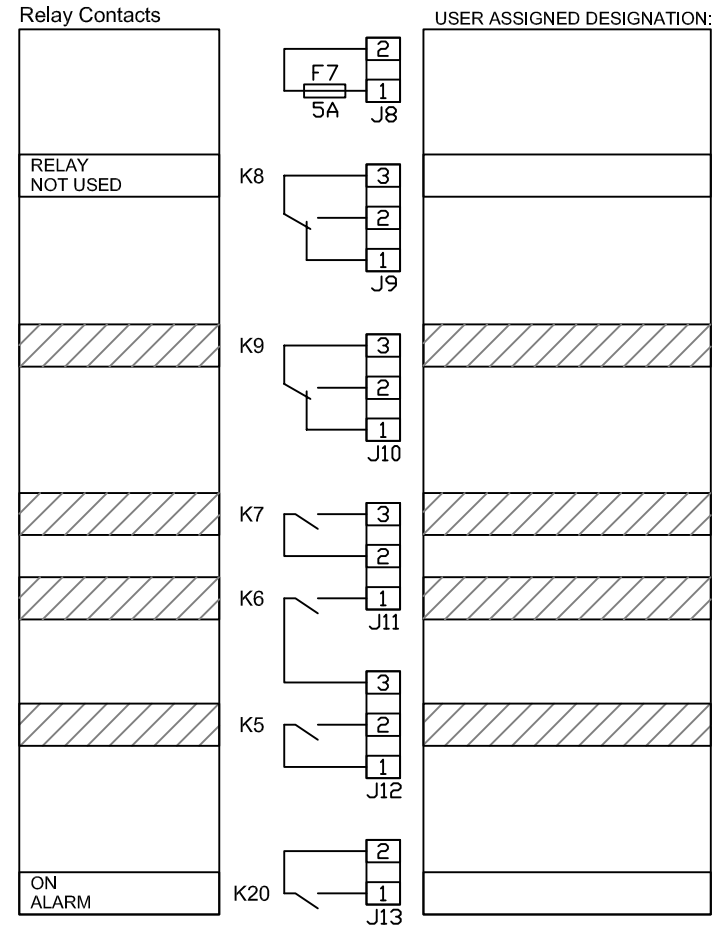 Relay Contacts
USER ASSIGNED DESIGNATION:
2
F7
1
5A
J8
RELAY
NOT USED
K8
3
2
1
J9
K9
3
2
1
J10
K7
3
2
K6
1
J11
3
K5
2
1
J12
2
ON
ALARM
K20
1
J13